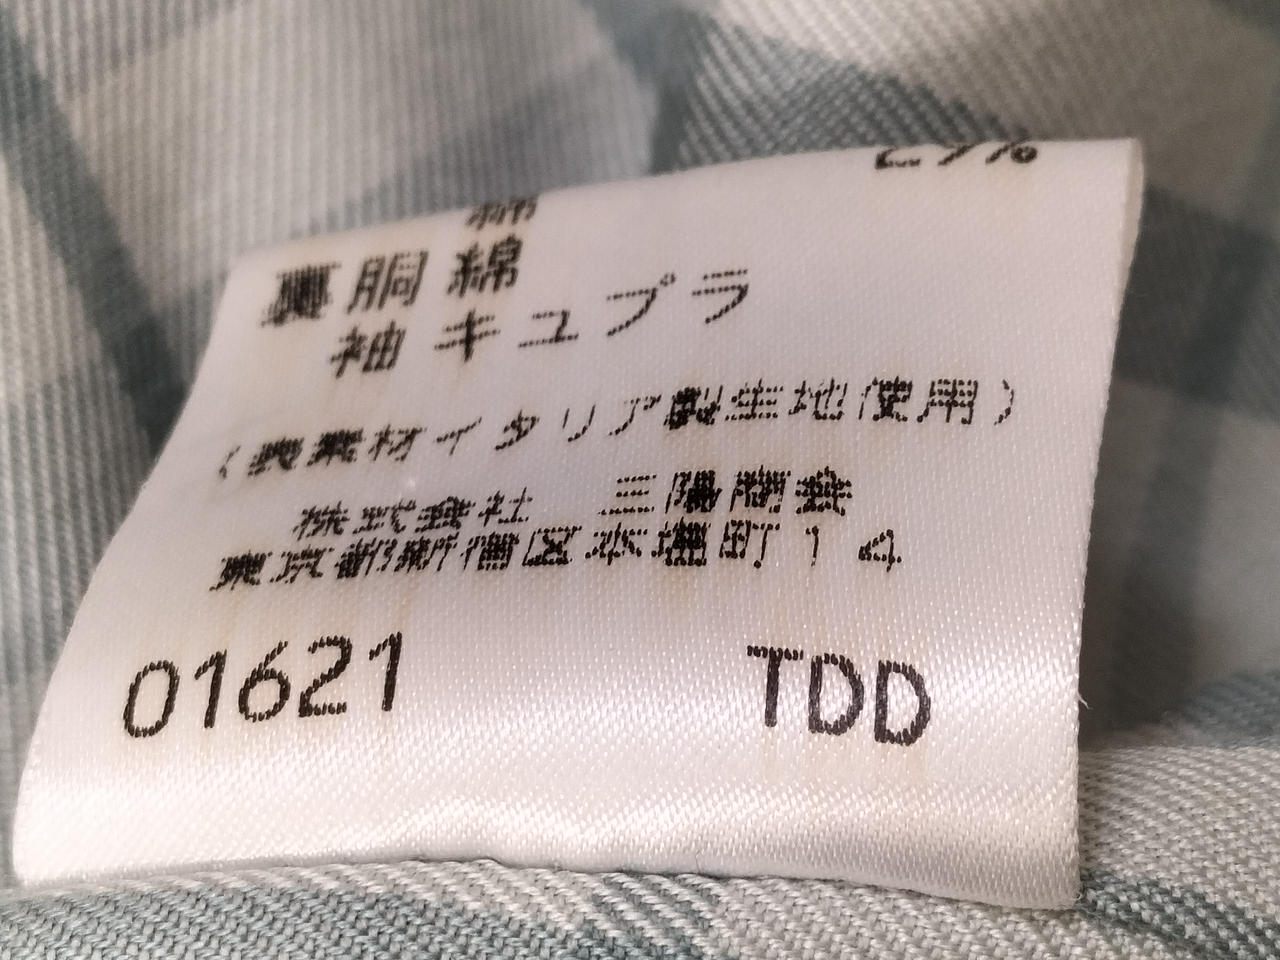 29%
綿
裏 胴 綿
袖 キュプラ
(表素材イタリア製生地使用)
株式会社 三陽商会
東京都新宿区本塩町14
01621 TDD